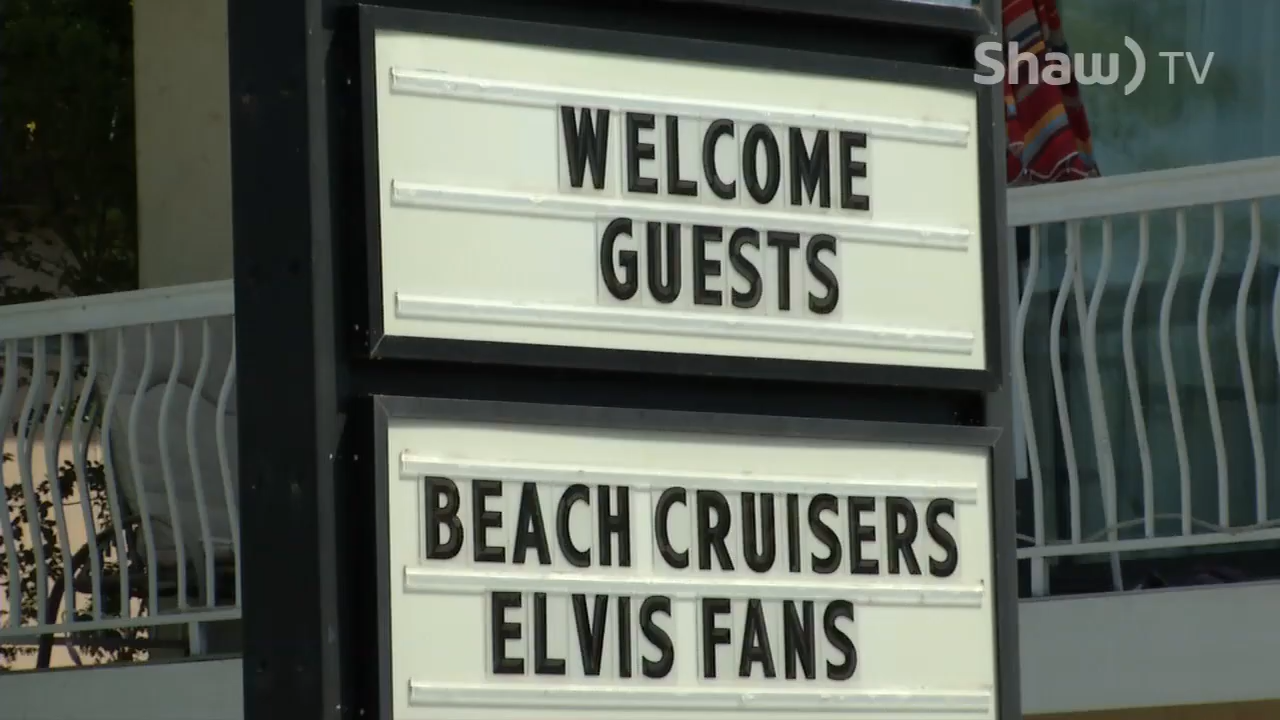 Shaw) TV
WELCOME
GUESTS
BEACH CRUISERS
ELVIS FANS